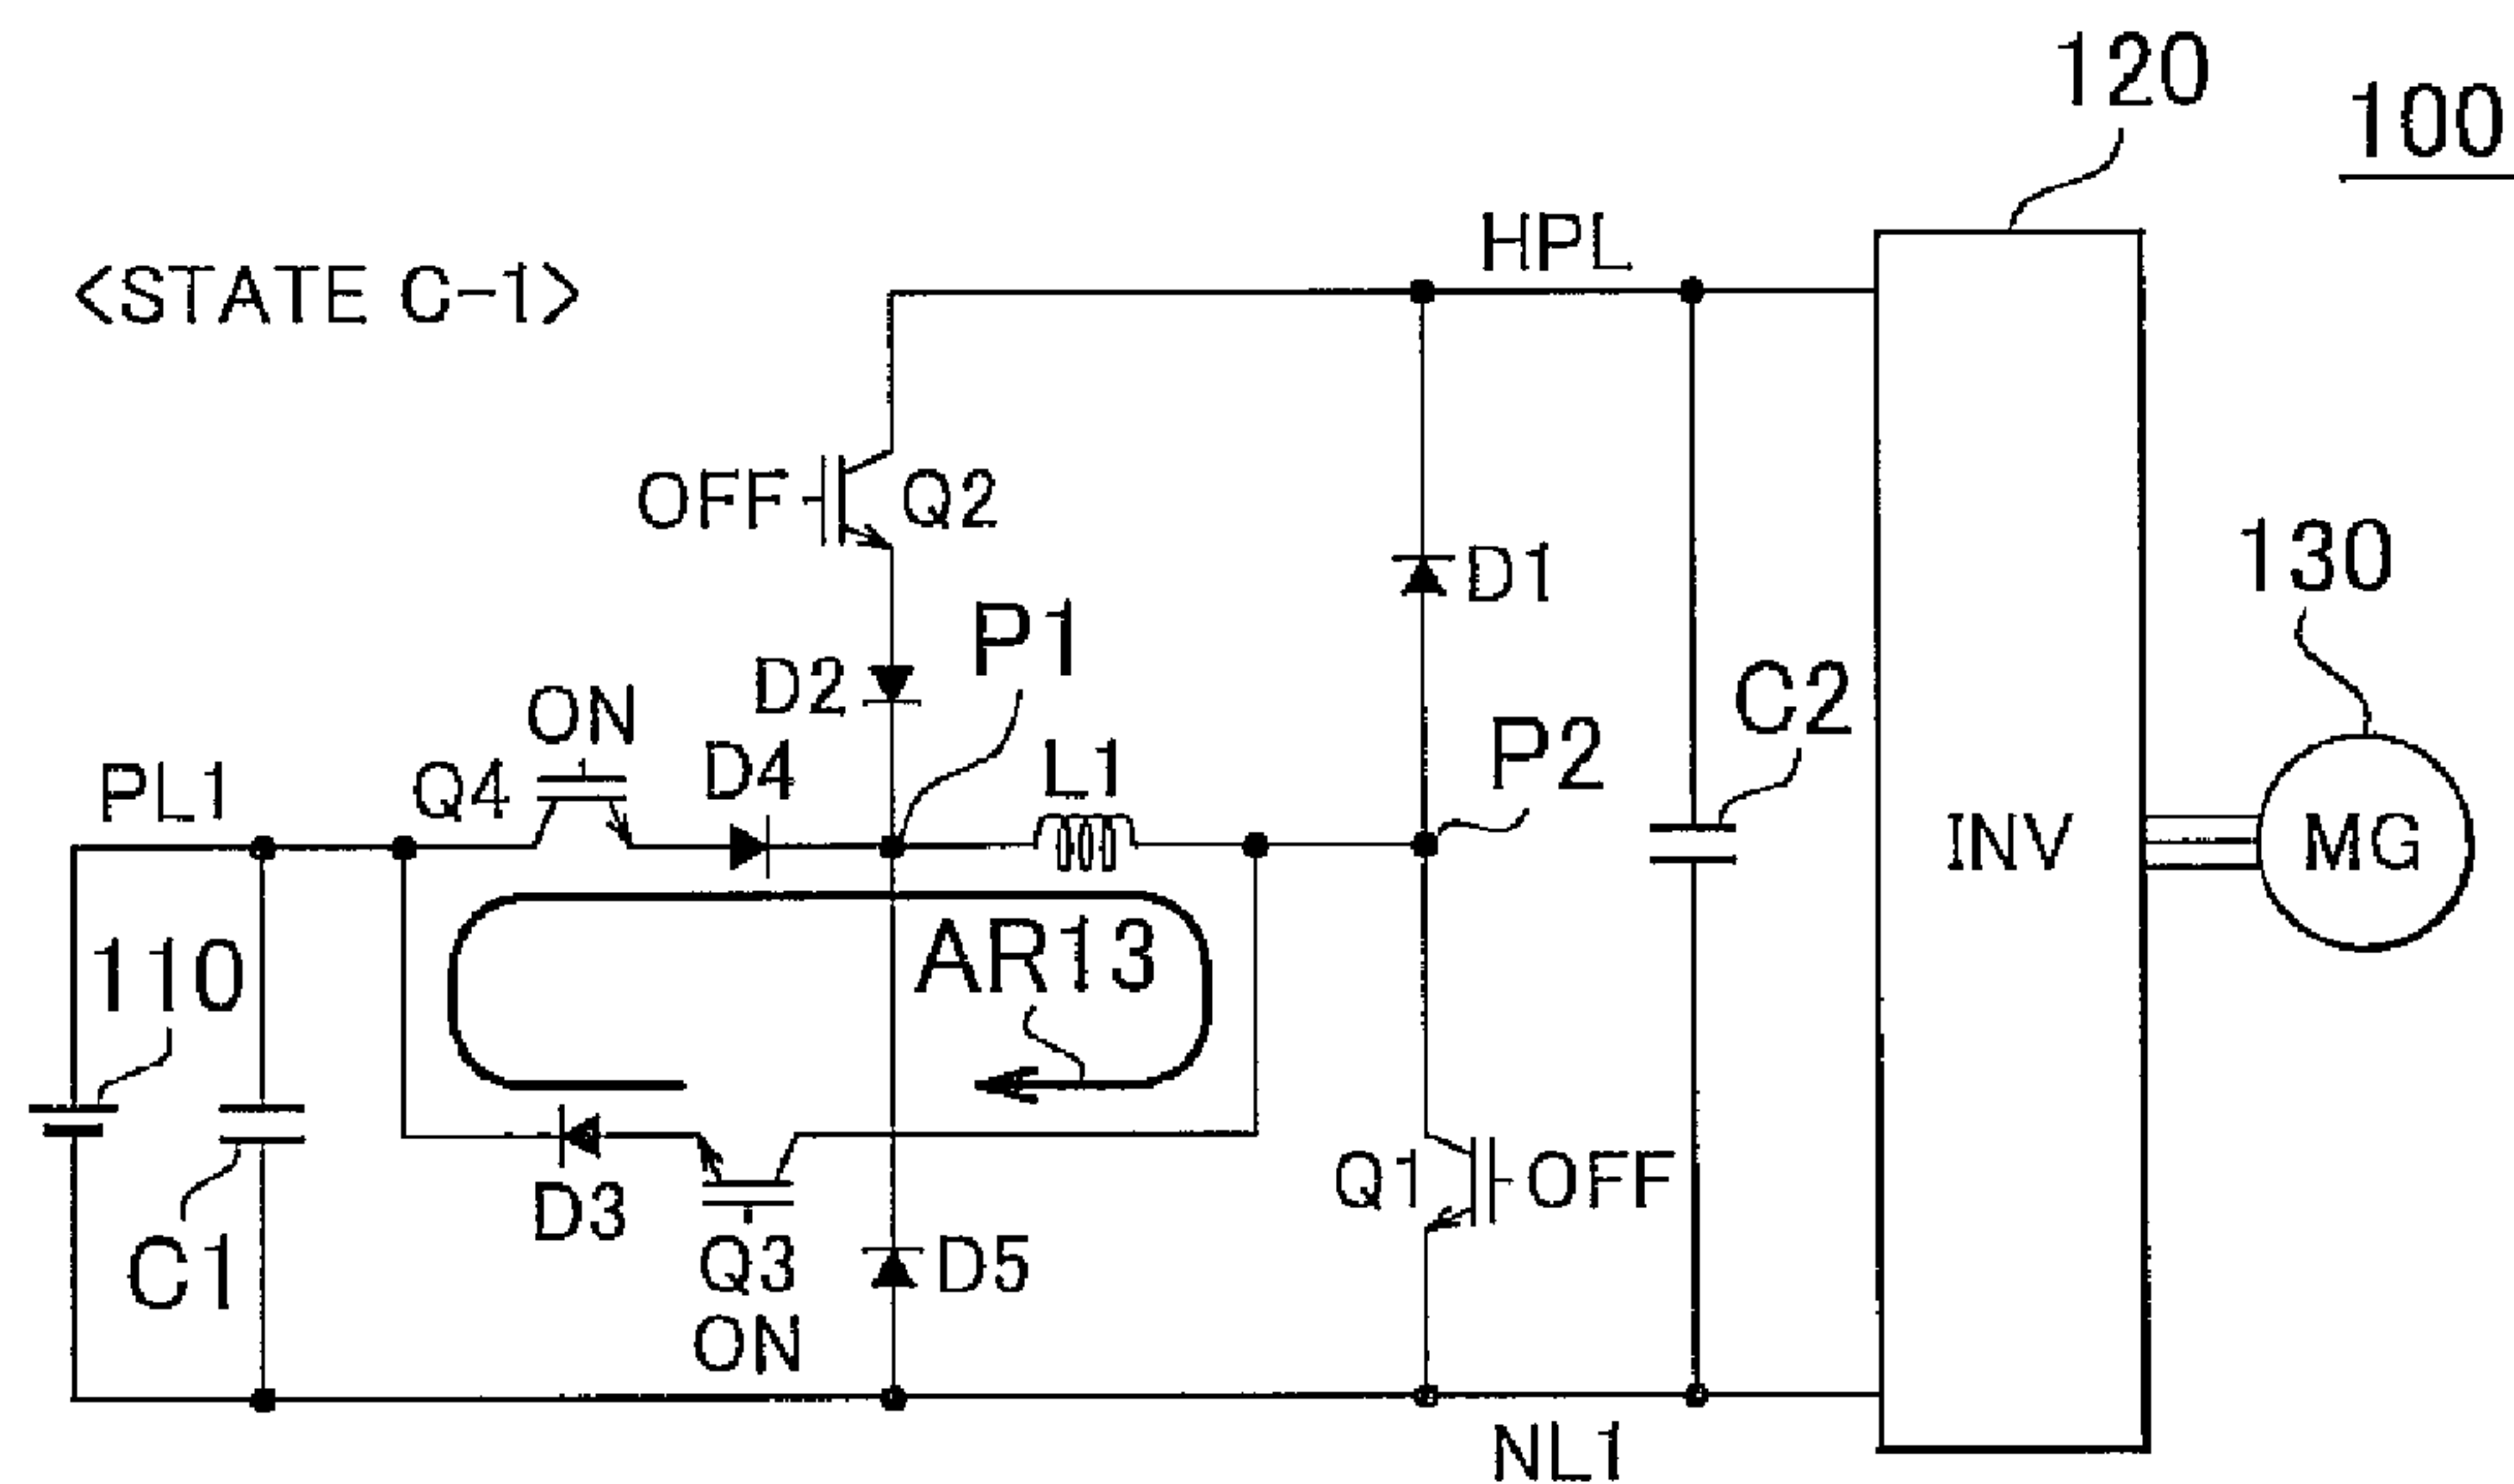 120
100
HPL
<STATE C-1>
OFF
Q2
D1
130
P1
D2
C2
ON
P2
D4
L1
PL1
Q4
INV
MG
AR13
110
Q1
OFF
D3
C1
Q3
D5
ON
NL1